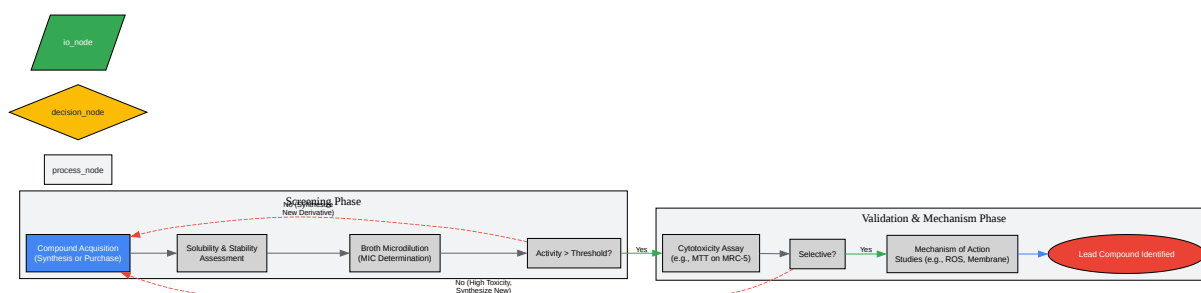 io_node
decision_node
process_node
Screening Phase
No (Synthesize
New Derivative)
Compound Acquisition
(Synthesis or Purchase)
Solubility & Stability
Assessment
Broth Microdilution
(MIC Determination)
Activity > Threshold?
Yes
No (High Toxicity,
Synthesize New)
Validation & Mechanism Phase
Cytotoxicity Assay
(e.g., MTT on MRC-5)
Selective?
Yes
Mechanism of Action
Studies (e.g., ROS, Membrane)
Lead Compound Identified